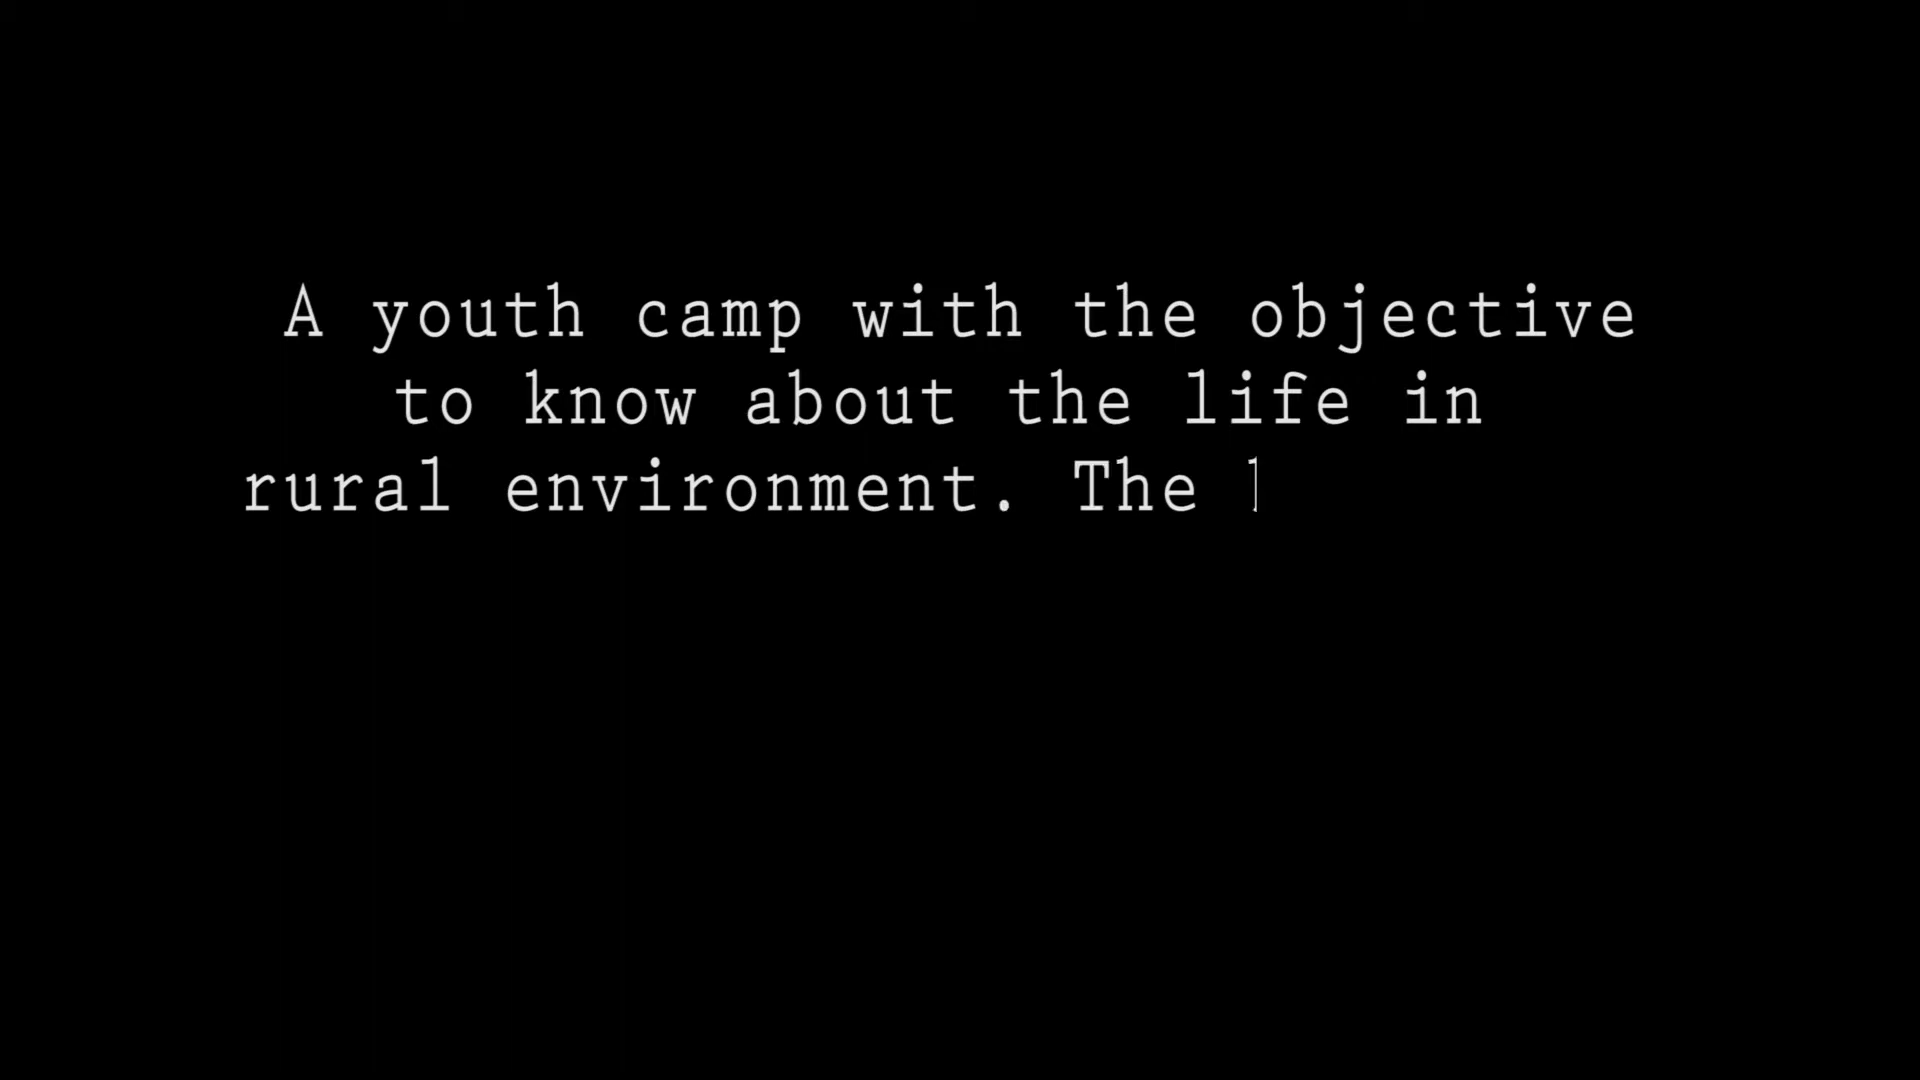 A youth camp with the objective
to know about the life in
rural environment. The